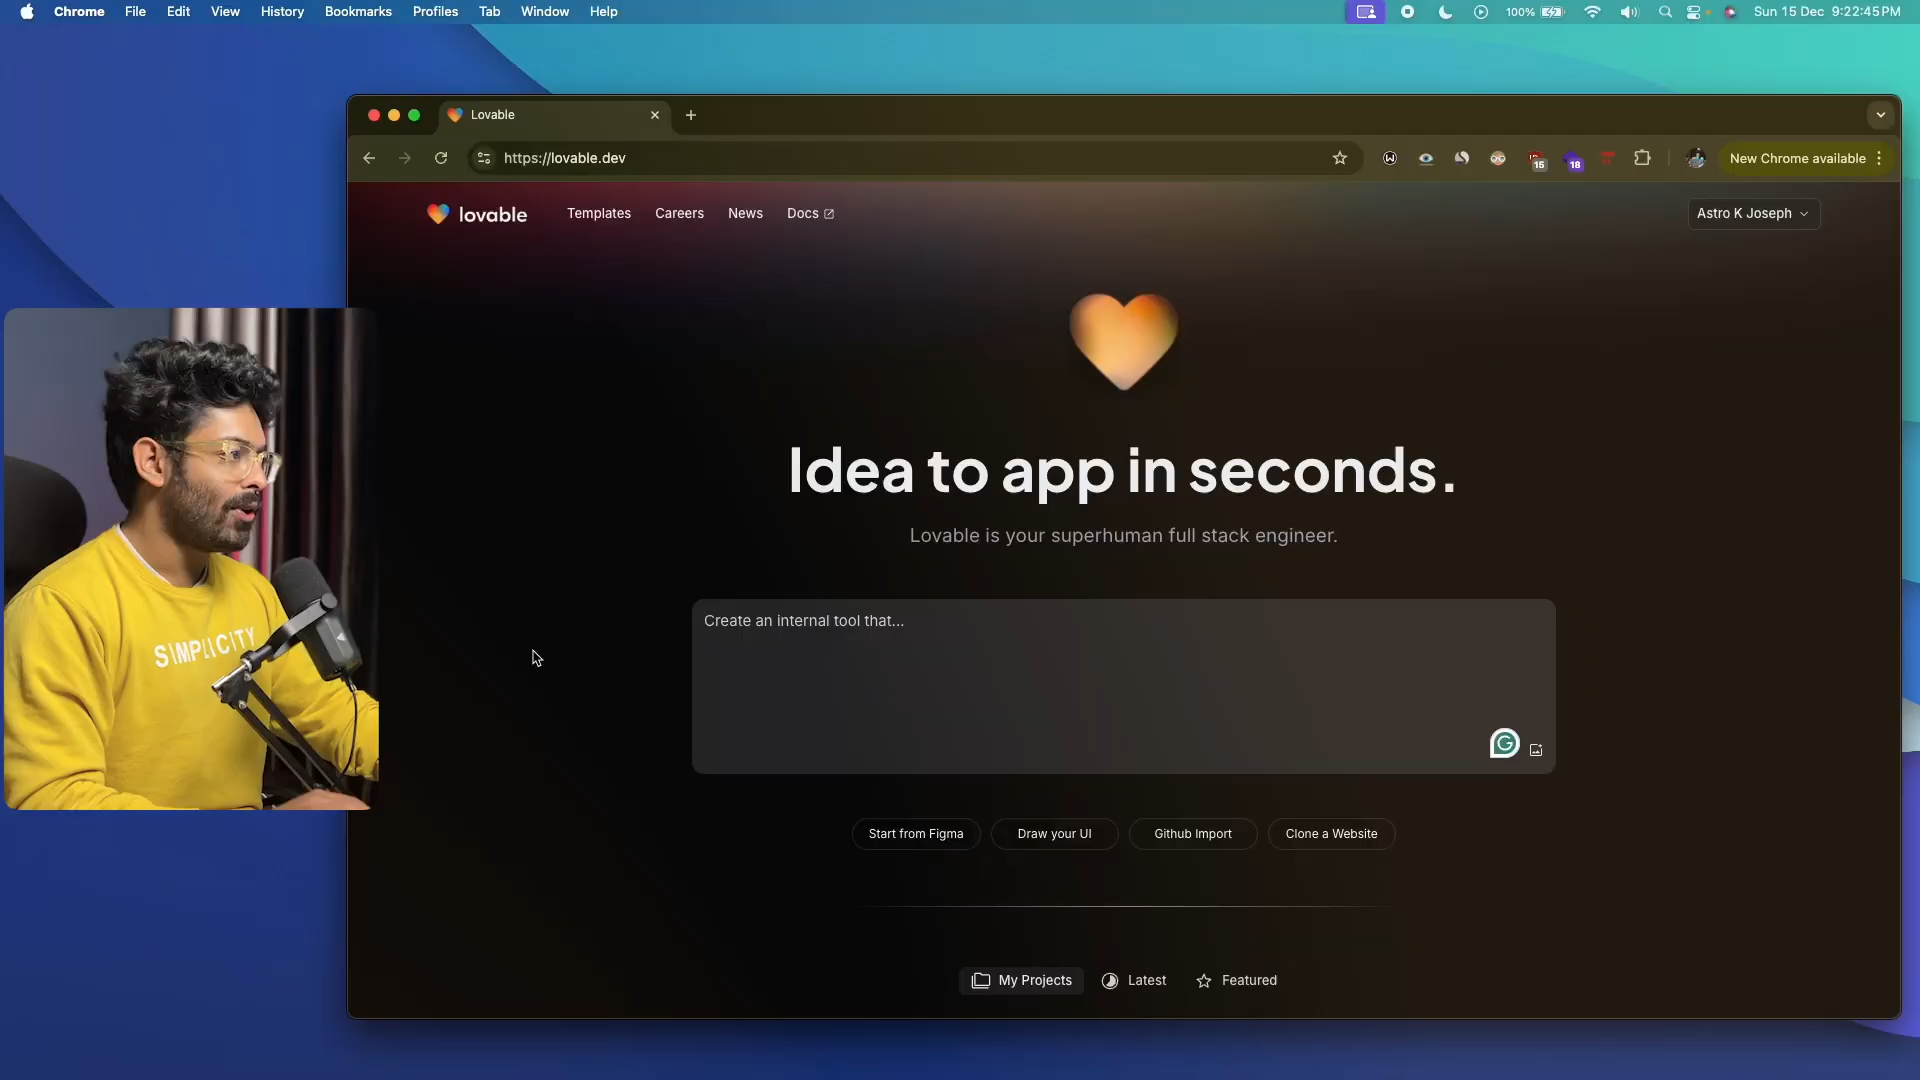 Chrome File Edit View History Bookmarks Profiles Tab Window Help 100% Sun 15 Dec 9:22:45 PM
Lovable
https://lovable.dev 15 18 New Chrome available
lovable Templates Careers News Docs Astro K Joseph
Idea to app in seconds.
Lovable is your superhuman full stack engineer.
Create an internal tool that...
SIMPLICITY
Start from Figma Draw your UI Github Import Clone a Website
My Projects Latest Featured